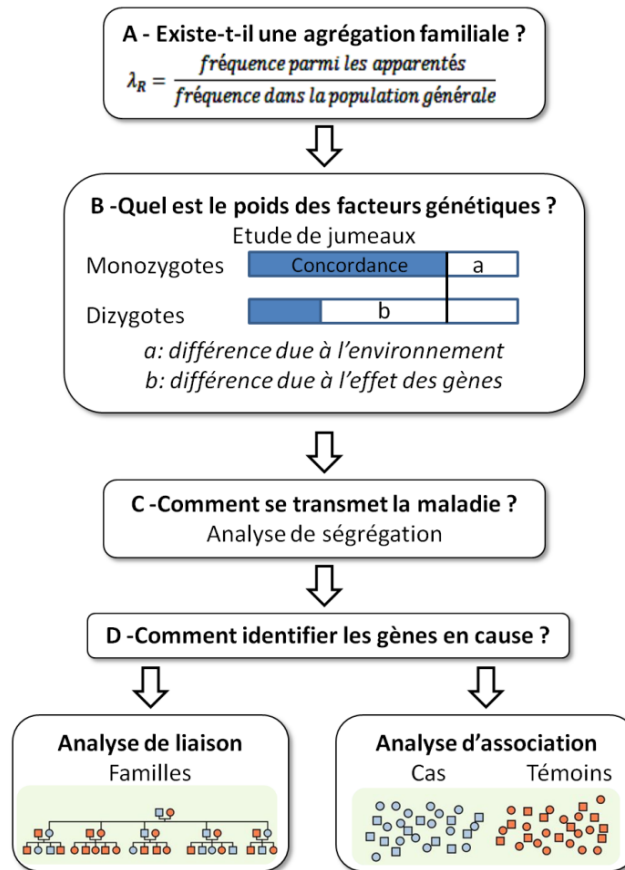 A - Existe-t-il une agrégation familiale ?
λR = fréquence parmi les apparentés
fréquence dans la population générale
B -Quel est le poids des facteurs génétiques ?
Etude de jumeaux
Monozygotes Concordance a
Dizygotes b
a: différence due à l'environnement
b: différence due à l'effet des gènes
C -Comment se transmet la maladie ?
Analyse de ségrégation
D -Comment identifier les gènes en cause ?
Analyse de liaison
Familles
Analyse d'association
Cas Témoins